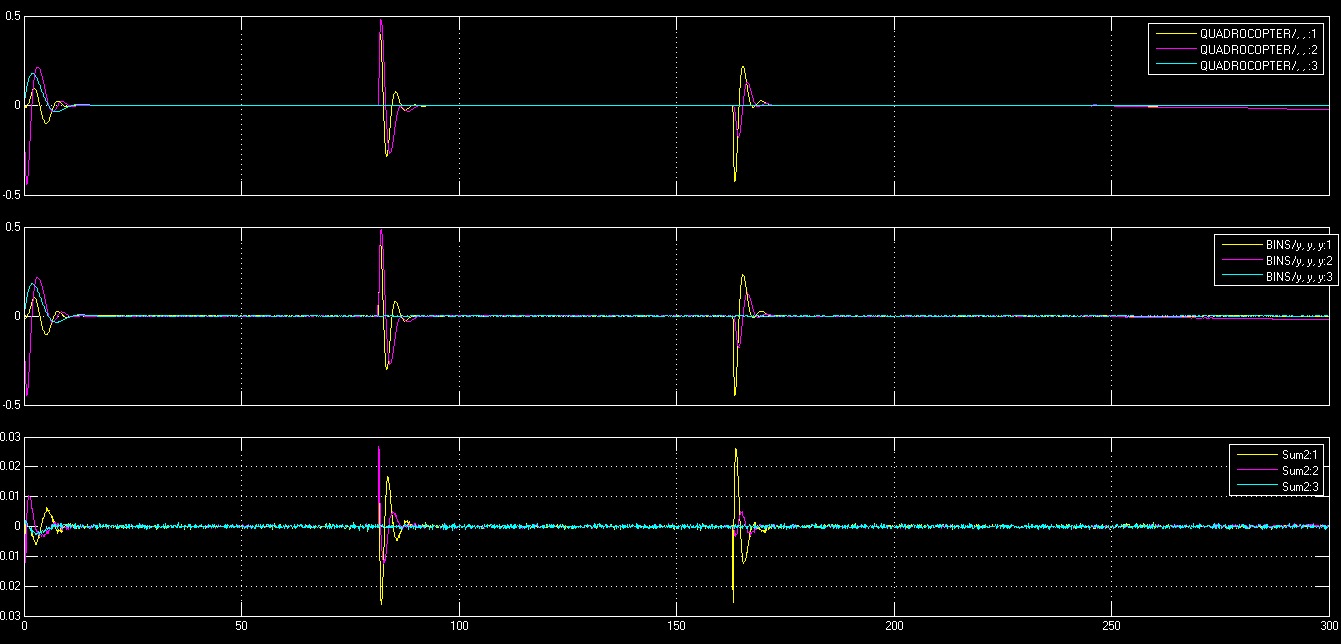 0.5
0
-0.5
QUADROCOPTER/, , :1
QUADROCOPTER/, , :2
QUADROCOPTER/, , :3
0.5
0
-0.5
BINS/y, y, y:1
BINS/y, y, y:2
BINS/y, y, y:3
0.03
0.02
0.01
0
0.01
0.02
0.03
Sum2:1
Sum2:2
Sum2:3
0 50 100 150 200 250 300